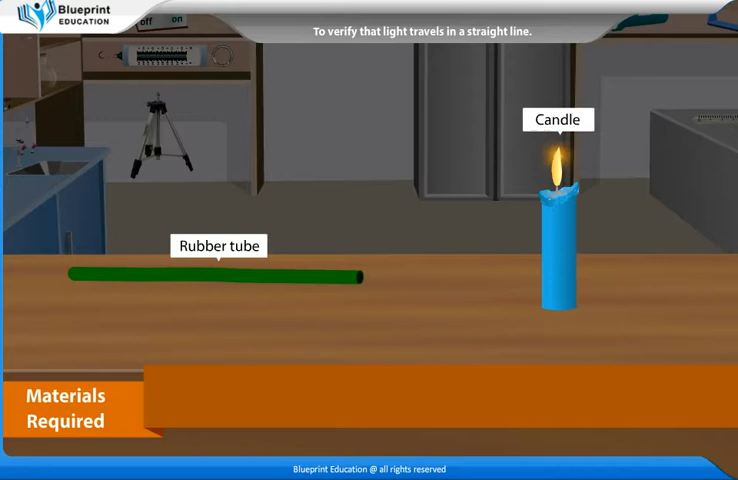 Blueprint
EDUCATION
off on
To verify that light travels in a straight line.
Candle
Rubber tube
Materials
Required
Blueprint Education @ all rights reserved